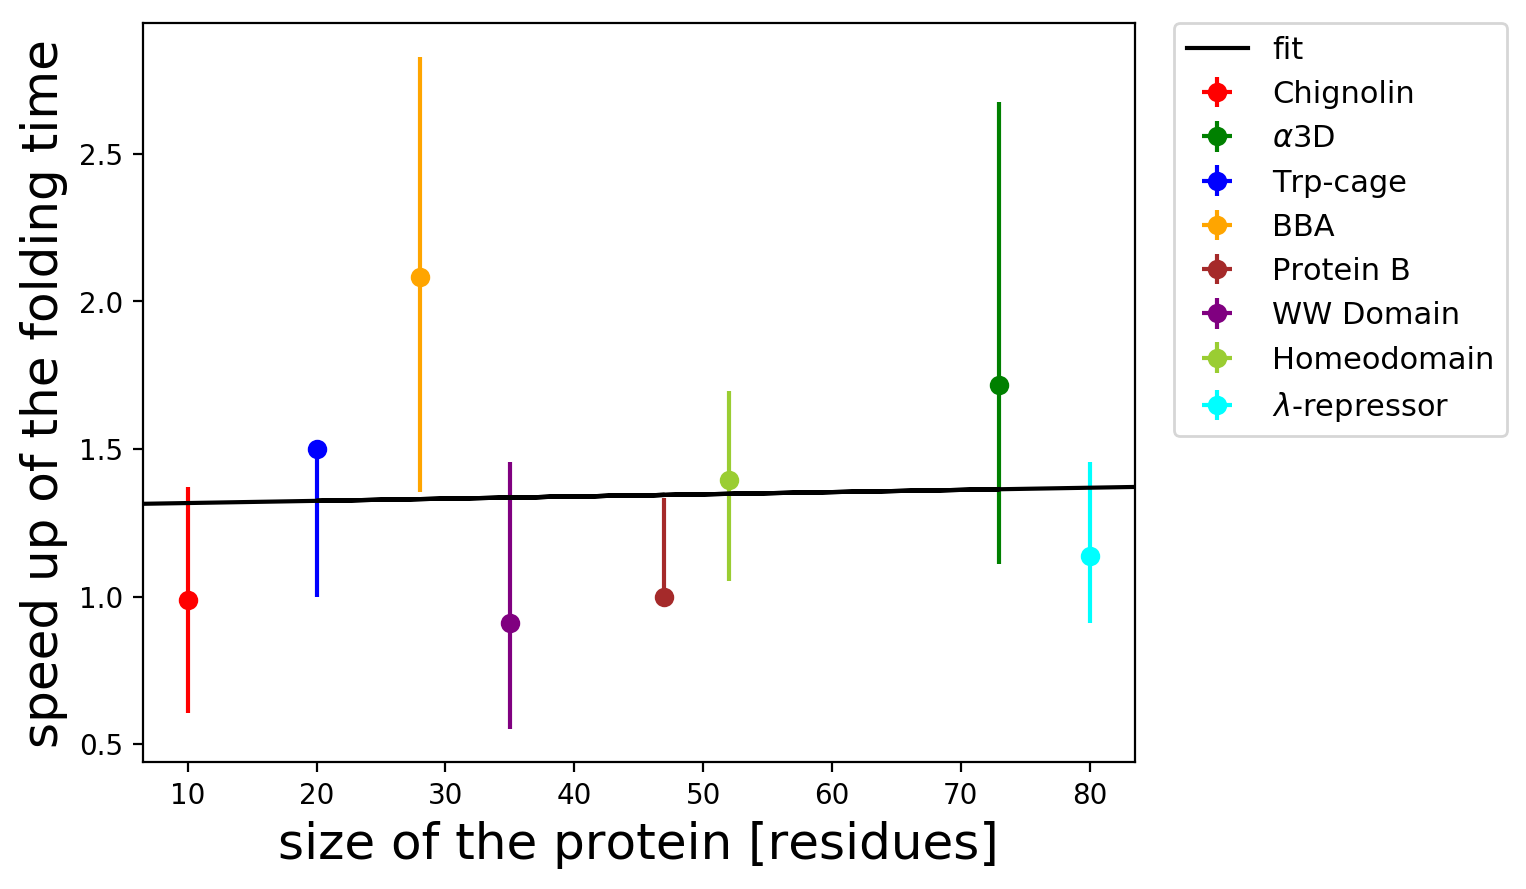 speed up of the folding time
2.5
2.0
1.5
1.0
0.5
10 20 30 40 50 60 70 80
size of the protein [residues]
fit
Chignolin
α3D
Trp-cage
BBA
Protein B
WW Domain
Homeodomain
λ-repressor